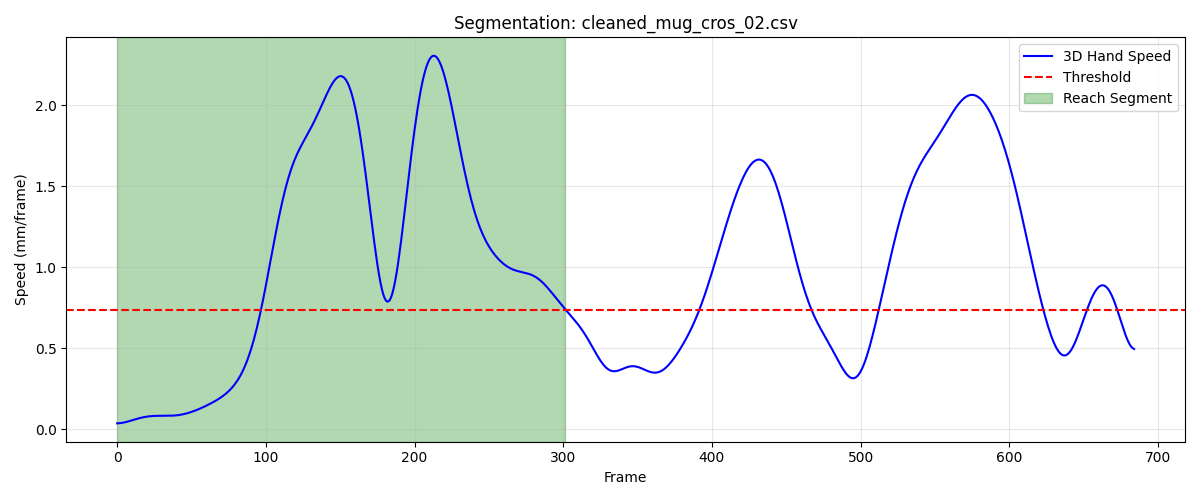 Segmentation: cleaned_mug_cros_02.csv
3D Hand Speed
Threshold
Reach Segment
Speed (mm/frame)
2.0
1.5
1.0
0.5
0.0
0 100 200 300 400 500 600 700
Frame